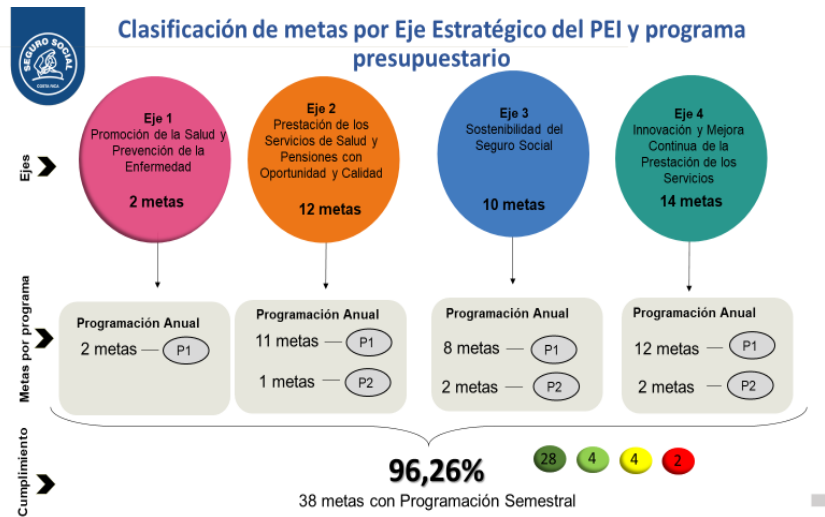 Clasificación de metas por Eje Estratégico del PEI y programa
presupuestario
SEGURO SOCIAL
COSTA RICA
Ejes
Eje 1
Promoción de la Salud y
Prevención de la
Enfermedad
2 metas
Eje 2
Prestación de los
Servicios de Salud y
Pensiones con
Oportunidad y Calidad
12 metas
Eje 3
Sostenibilidad del
Seguro Social
10 metas
Eje 4
Innovación y Mejora
Continua de la
Prestación de los
Servicios
14 metas
Metas por programa
Programación Anual
2 metas — P1
Programación Anual
11 metas — P1
1 metas — P2
Programación Anual
8 metas — P1
2 metas — P2
Programación Anual
12 metas — P1
2 metas — P2
Cumplimiento
96,26%
28 4 4 2
38 metas con Programación Semestral